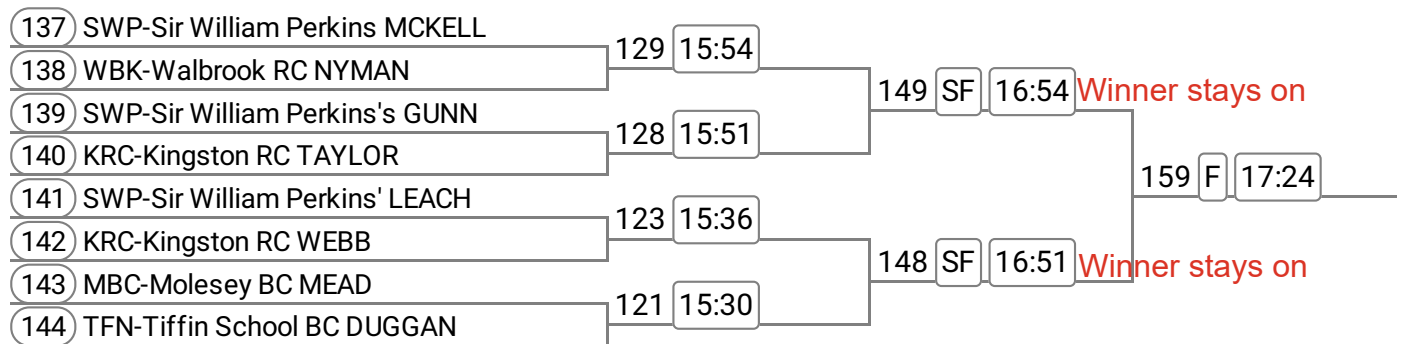 137 SWP-Sir William Perkins MCKELL
129 15:54
138 WBK-Walbrook RC NYMAN
149 SF 16:54 Winner stays on
139 SWP-Sir William Perkins's GUNN
128 15:51
140 KRC-Kingston RC TAYLOR
159 F 17:24
141 SWP-Sir William Perkins' LEACH
123 15:36
142 KRC-Kingston RC WEBB
148 SF 16:51 Winner stays on
143 MBC-Molesey BC MEAD
121 15:30
144 TFN-Tiffin School BC DUGGAN